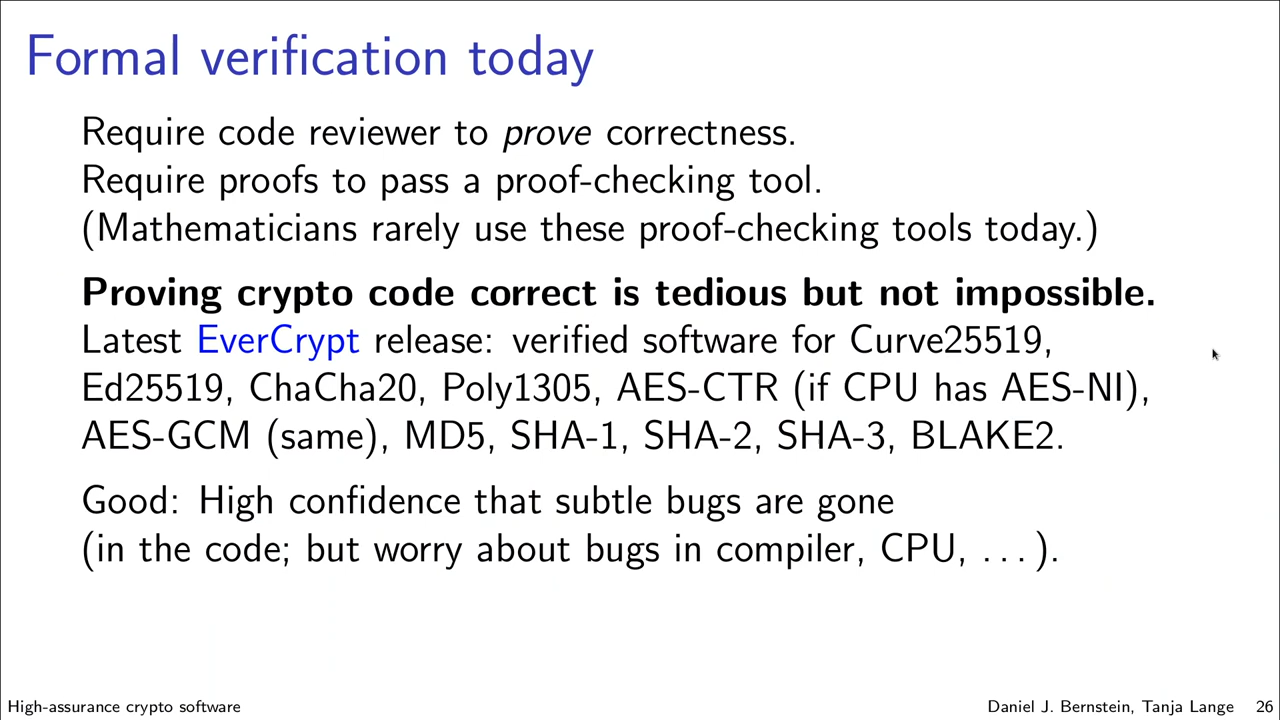 Formal verification today
Require code reviewer to prove correctness.
Require proofs to pass a proof-checking tool.
(Mathematicians rarely use these proof-checking tools today.)
Proving crypto code correct is tedious but not impossible.
Latest EverCrypt release: verified software for Curve25519,
Ed25519, ChaCha20, Poly1305, AES-CTR (if CPU has AES-NI),
AES-GCM (same), MD5, SHA-1, SHA-2, SHA-3, BLAKE2.
Good: High confidence that subtle bugs are gone
(in the code; but worry about bugs in compiler, CPU, ...).
High-assurance crypto software
Daniel J. Bernstein, Tanja Lange 26